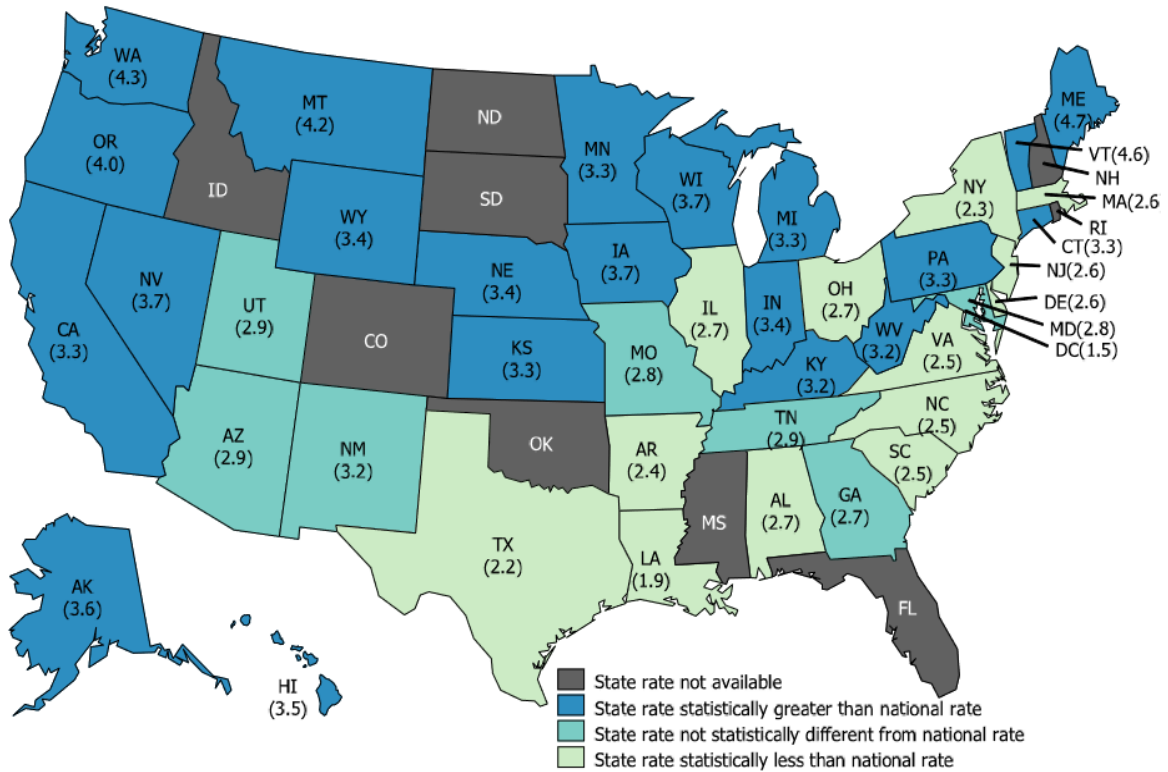 WA
(4.3)
MT
(4.2)
ND
MN
(3.3)
OR
(4.0)
ID
SD
WI
(3.7)
MI
(3.3)
NY
(2.3)
ME
(4.7)
VT(4.6)
NH
MA(2.6
RI
CT(3.3)
NJ(2.6)
DE(2.6)
MD(2.8)
DC(1.5)
WY
(3.4)
NE
(3.4)
IA
(3.7)
PA
(3.3)
NV
(3.7)
UT
(2.9)
CA
(3.3)
CO
KS
(3.3)
MO
(2.8)
IL
(2.7)
IN
(3.4)
OH
(2.7)
WV
(3.2)
VA
(2.5)
KY
(3.2)
NC
(2.5)
TN
(2.9)
SC
(2.5)
AZ
(2.9)
NM
(3.2)
OK
AR
(2.4)
MS
AL
(2.7)
GA
(2.7)
TX
(2.2)
LA
(1.9)
FL
AK
(3.6)
HI
(3.5)
State rate not available
State rate statistically greater than national rate
State rate not statistically different from national rate
State rate statistically less than national rate